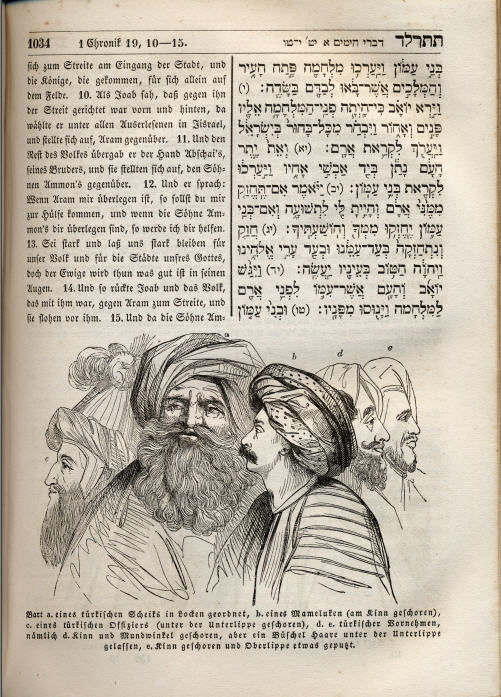 1034
1 Chronik 19, 10—15.
דברי הימים א יט׳ י־טו
תתרלד
sich zum Streite am Eingang der Stadt, und
die Könige, die gekommen, für sich allein auf
dem Felde. 10. Als Joab sah, daß gegen ihn
der Streit gerichtet war vorn und hinten, da
wählte er unter allen Auserlesenen in Jisrael,
und stellte sich auf, Aram gegenüber. 11. Und den
Rest des Volkes übergab er der Hand Abschai's,
seines Bruders, und sie stellten sich auf, den Söh-
nen Ammon's gegenüber. 12. Und er sprach:
Wenn Aram mir überlegen ist, so sollst du mir
zur Hülfe kommen, und wenn die Söhne Am-
mon's dir überlegen sind, so werde ich dir helfen.
13. Sei stark und laß uns stark bleiben für
unser Volk und für die Städte unsres Gottes,
doch der Ewige wird thun was gut ist in seinen
Augen. 14. Und so rückte Joab und das Volk,
das mit ihm war, gegen Aram zum Streite, und
sie flohen vor ihm. 15. Und da die Söhne Am-
בְּנֵי עַמּוֹן וַיַּעַרְכוּ מִלְחָמָה פֶּתַח הָעִיר
וְהַמְּלָכִים אֲשֶׁר־בָּאוּ לְבַדָּם בַּשָּׂדֶה: (י)
וַיַּרְא יוֹאָב כִּי־הָיְתָה פְנֵי־הַמִּלְחָמָה אֵלָיו
פָּנִים וְאָחוֹר וַיִּבְחַר מִכָּל־בָּחוּר בְּיִשְׂרָאֵל
וַיַּעֲרֹךְ לִקְרַאת אֲרָם: (יא) וְאֵת יֶתֶר
הָעָם נָתַן בְּיַד אַבְשַׁי אָחִיו וַיַּעַרְכוּ
לִקְרַאת בְּנֵי עַמּוֹן: (יב) וַיֹּאמֶר אִם־תֶּחֱזַק
מִמֶּנִּי אֲרָם וְהָיִיתָ לִּי לִתְשׁוּעָה וְאִם־בְּנֵי
עַמּוֹן יֶחֶזְקוּ מִמְּךָ וְהוֹשַׁעְתִּיךָ: (יג) חֲזַק
וְנִתְחַזְּקָה בְּעַד־עַמֵּנוּ וּבְעַד עָרֵי אֱלֹהֵינוּ
וַיהוָה הַטּוֹב בְּעֵינָיו יַעֲשֶׂה: (יד) וַיִּגַּשׁ
יוֹאָב וְהָעָם אֲשֶׁר־עִמּוֹ לִפְנֵי אֲרָם
לַמִּלְחָמָה וַיָּנוּסוּ מִפָּנָיו: (טו) וּבְנֵי עַמּוֹן
a
b
d
e
c
Bart a. eines türkischen Scheiks in Locken geordnet, b. eines Mameluken (am Kinn geschoren),
c. eines türkischen Offiziers (unter der Unterlippe geschoren), d. e. türkischer Vornehmen,
nämlich d. Kinn und Mundwinkel geschoren, aber ein Büschel Haare unter der Unterlippe
gelassen, e. Kinn geschoren und Oberlippe etwas geputzt.